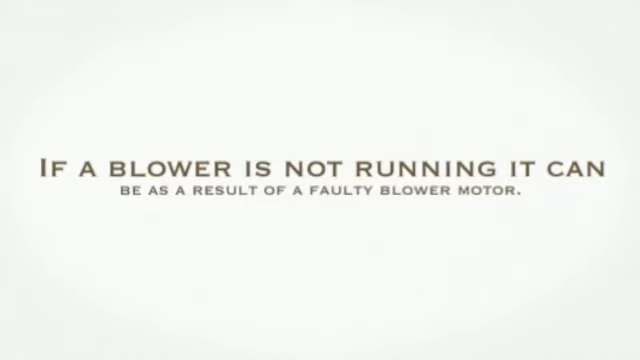 If a blower is not running it can
be as a result of a faulty blower motor.